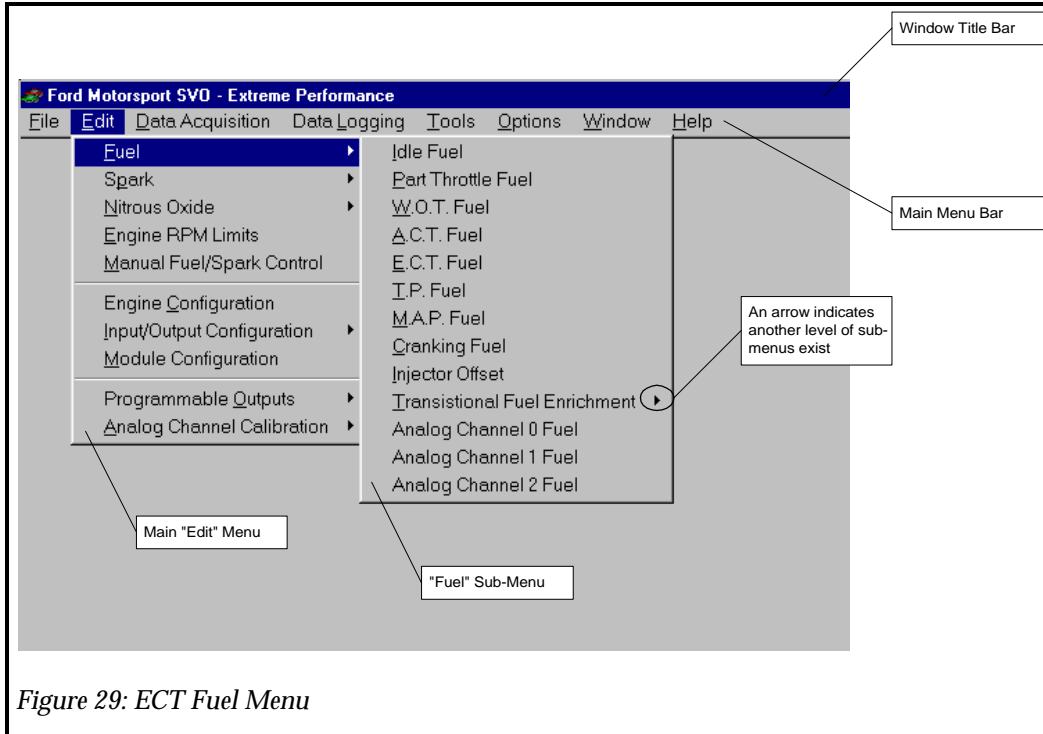 Window Title Bar
Ford Motorsport SVO - Extreme Performance
File Edit Data Acquisition Data Logging Tools Options Window Help
Main Menu Bar
Fuel
Spark
Nitrous Oxide
Engine RPM Limits
Manual Fuel/Spark Control
Engine Configuration
Input/Output Configuration
Module Configuration
Programmable Outputs
Analog Channel Calibration
Idle Fuel
Part Throttle Fuel
W.O.T. Fuel
A.C.T. Fuel
E.C.T. Fuel
T.P. Fuel
M.A.P. Fuel
Cranking Fuel
Injector Offset
Transistional Fuel Enrichment
Analog Channel 0 Fuel
Analog Channel 1 Fuel
Analog Channel 2 Fuel
An arrow indicates
another level of sub-
menus exist
Main "Edit" Menu
"Fuel" Sub-Menu
Figure 29: ECT Fuel Menu